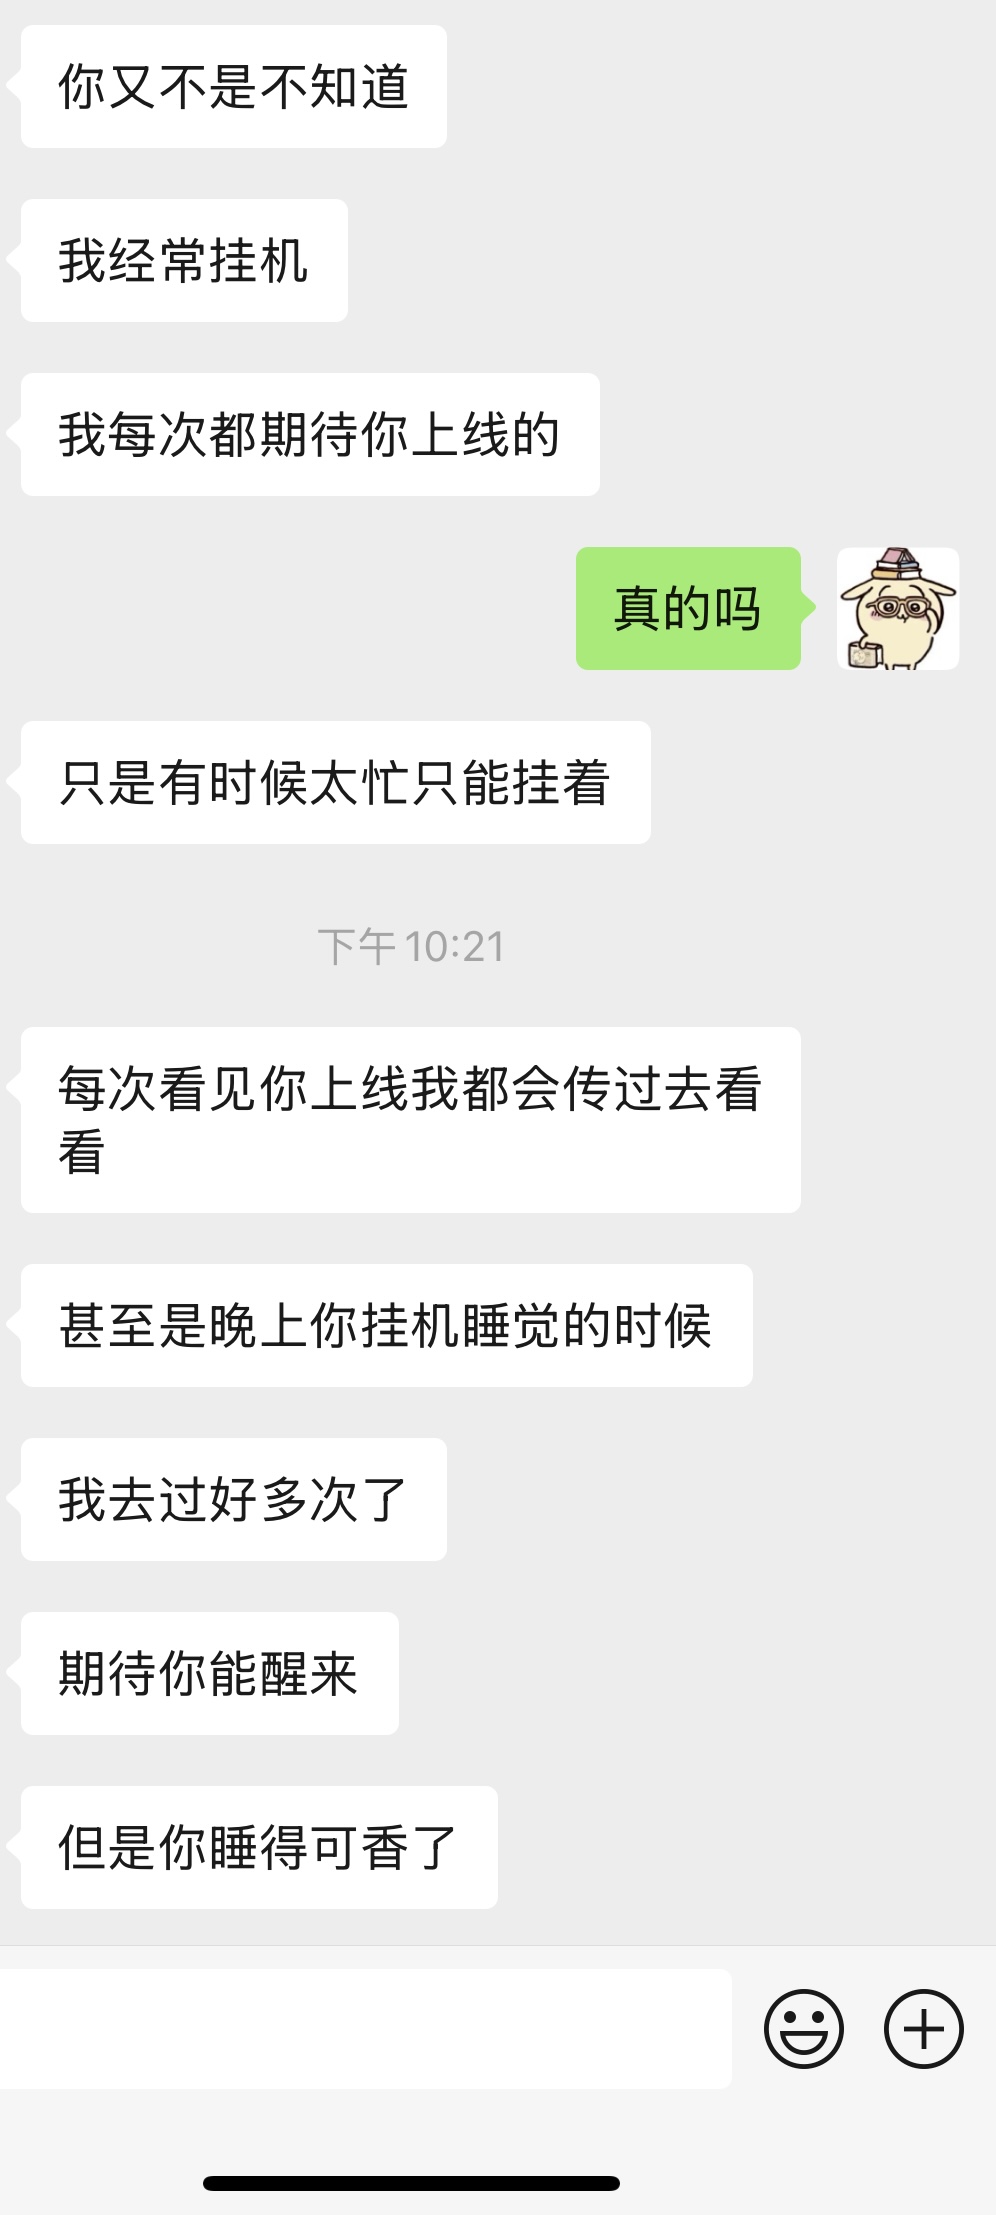 你又不是不知道
我经常挂机
我每次都期待你上线的
真的吗
只是有时候太忙只能挂着
下午 10:21
每次看见你上线我都会传过去看
看
甚至是晚上你挂机睡觉的时候
我去过好多次了
期待你能醒来
但是你睡得可香了